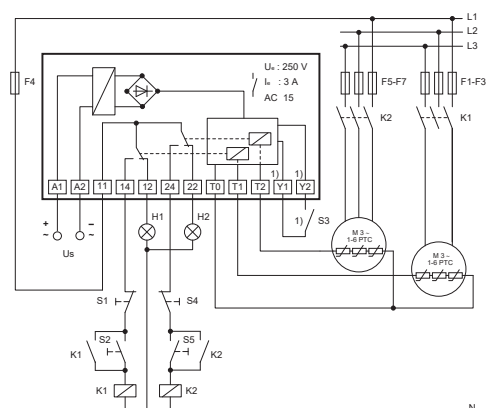 L1
L2
L3
Uₑ : 250 V
Iₑ : 3 A
AC 15
F4
F5-F7
F1-F3
K2
K1
1)
1)
A1 A2 11 14 12 24 22 T0 T1 T2 Y1 Y2
+
~
–
~
Us
H1
H2
1)
S3
M 3 ~
1-6 PTC
M 3 ~
1-6 PTC
S1
S4
K1
S2
S5
K2
K1
K2
N